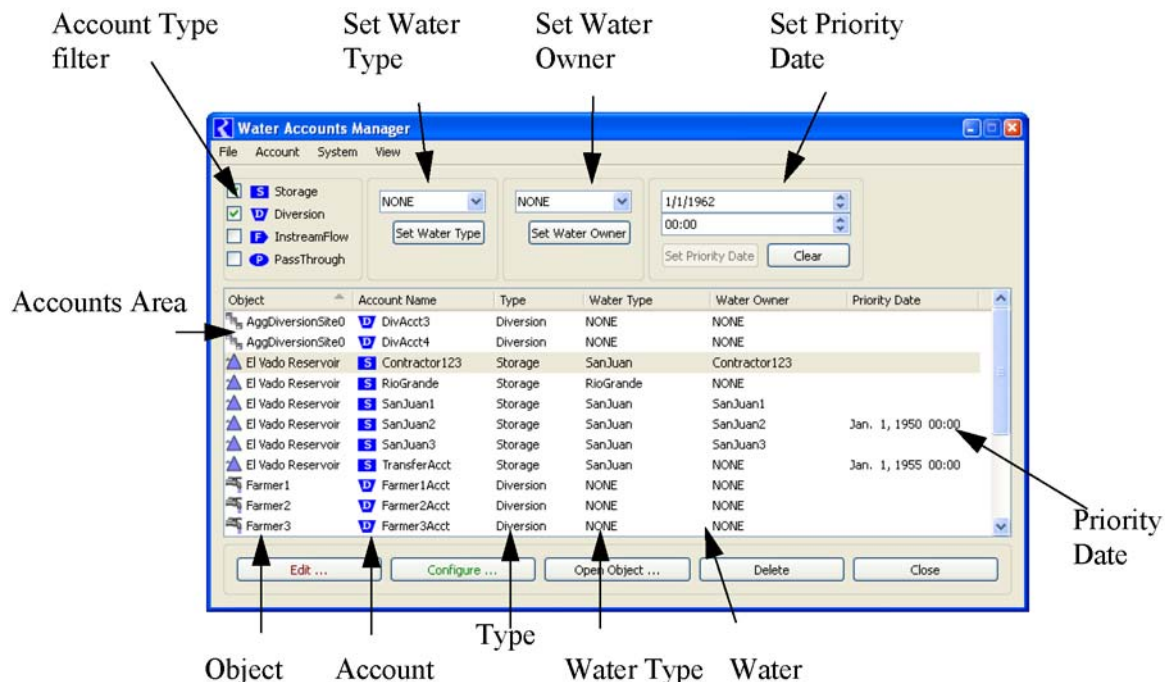 Account Type
filter
Set Water
Type
Set Water
Owner
Set Priority
Date
Water Accounts Manager
File Account System View
S Storage
D Diversion
F InstreamFlow
P PassThrough
NONE
Set Water Type
NONE
Set Water Owner
1/1/1962
00:00
Set Priority Date Clear
Accounts Area
Object Account Name Type Water Type Water Owner Priority Date
AggDiversionSite0 D DivAcct3 Diversion NONE NONE
AggDiversionSite0 D DivAcct4 Diversion NONE NONE
El Vado Reservoir S Contractor123 Storage SanJuan Contractor123
El Vado Reservoir S RioGrande Storage RioGrande NONE
El Vado Reservoir S SanJuan1 Storage SanJuan SanJuan1
El Vado Reservoir S SanJuan2 Storage SanJuan SanJuan2 Jan. 1, 1950 00:00
El Vado Reservoir S SanJuan3 Storage SanJuan SanJuan3
El Vado Reservoir S TransferAcct Storage SanJuan NONE Jan. 1, 1955 00:00
Farmer1 D Farmer1Acct Diversion NONE NONE
Farmer2 D Farmer2Acct Diversion NONE NONE
Farmer3 D Farmer3Acct Diversion NONE NONE
Priority
Date
Edit ... Configure ... Open Object ... Delete Close
Type
Object Account Water Type Water